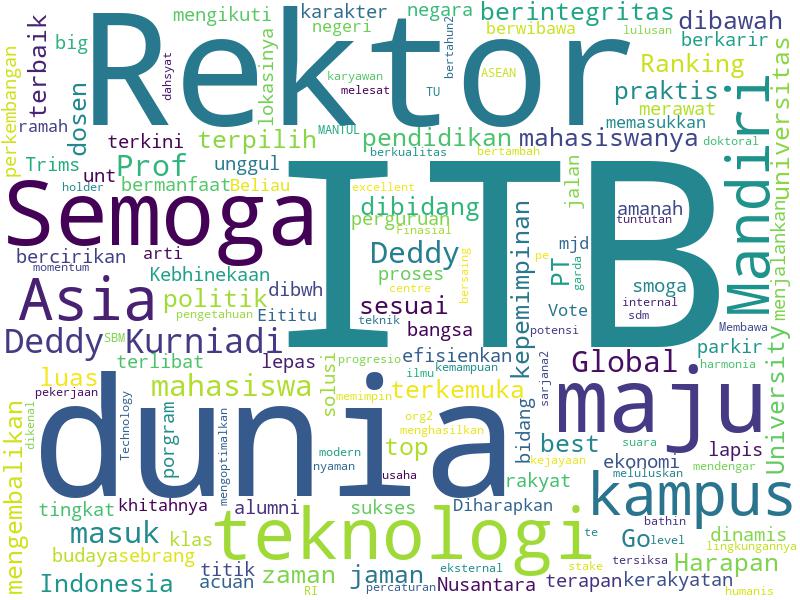 mengikuti karakter negara berintegritas
negeri berwibawa lulusan dibawah
big terbaik dosen dahsyat Rektor lokasinya bertahun2 berkarir
karyawan ASEAN Ranking
perkembangan melesat TU praktis
ramah merawat
memasukkan
terkini terpilih MANTUL pendidikan mahasiswanya doktoral
Trims Prof unggul berkualitas bertambah
unt
holder bermanfaat Beliau excellent
Semoga ITB dibidang jalan amanah Mandiri universitas
perguruan tuntutan
Finasial
bercirikan arti Deddy kepemimpinan mjd
momentum Kebhinekaan proses bersaing PT garda smoga menjalankan
Asia politik dibwh centre pe
pengetahuan Eititu sesuai Vote internal
teknik bangsa sdm
Deddy SBM Kurniadi potensi Membawa
efisienkan parkir
terlibat lepas solusi progresio Global harmonia
luas ilmu kemampuan
mahasiswa terkemuka sarjana2 University
pekerjaan memimpin
mengembalikan dikenal dunia maju
Technology porgram mengoptimalkan org2 bidang
menghasilkan
top best suara
ekonomi lapis
modern kejayaan mendengar
nyaman usaha meluluskan
rakyat kampus
tingkat khitahnya alumni sukses Diharapkan
bathin
masuk klas teknologi te Go level dinamis
budaya sebrang lingkungannya
titik eksternal stake tersiksa Harapan
Indonesia acuan zaman jaman Nusantara terapan kerakyatan
RI percaturan humanis